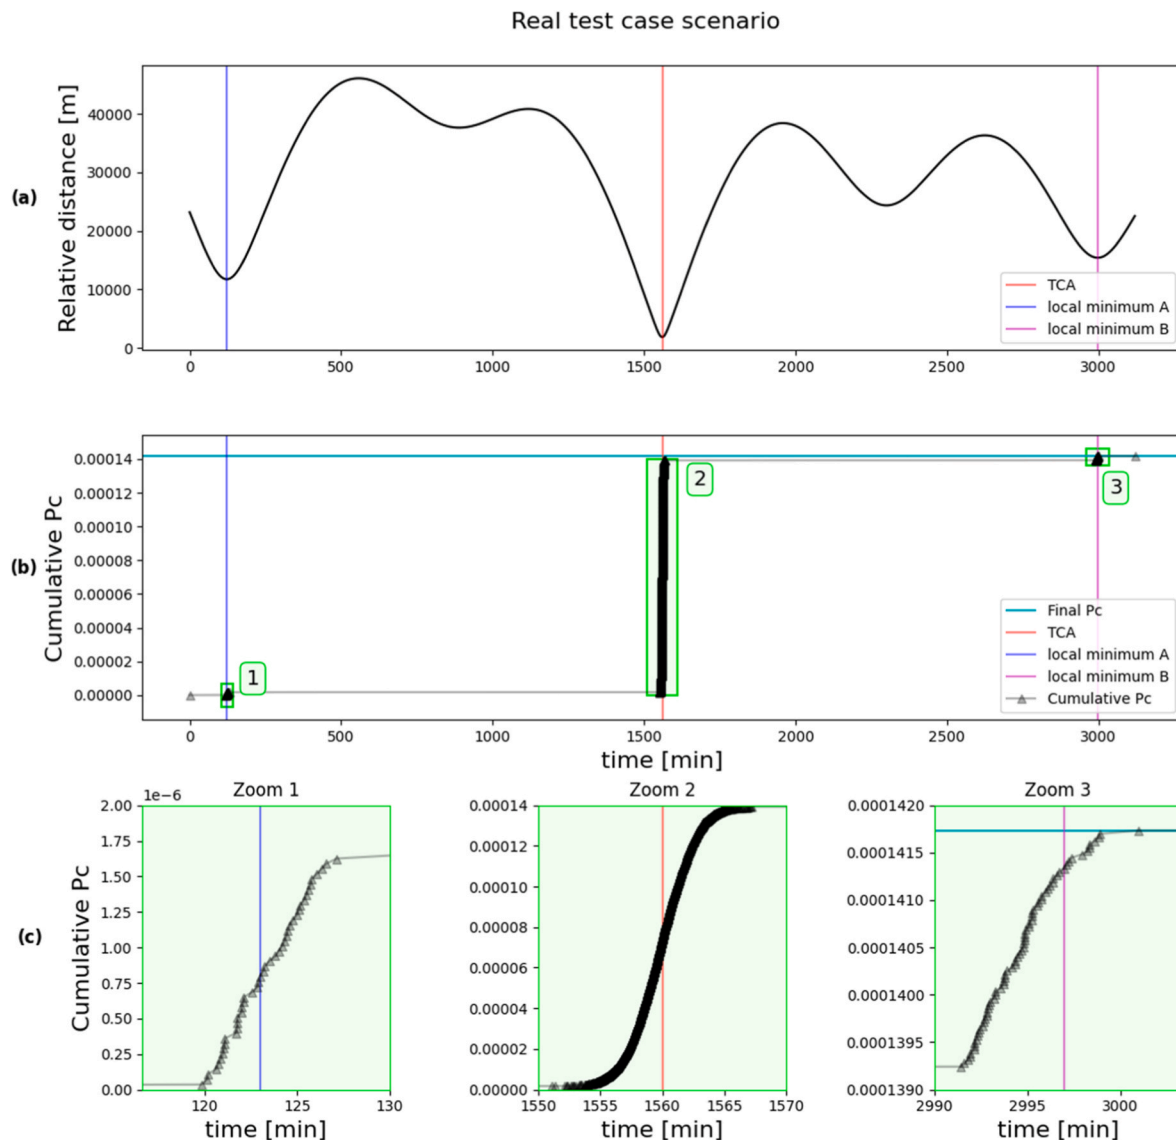 Real test case scenario
(a)
Relative distance [m]
40000
30000
20000
10000
0
TCA
local minimum A
local minimum B
0 500 1000 1500 2000 2500 3000
(b)
Cumulative Pc
0.00014
0.00012
0.00010
0.00008
0.00006
0.00004
0.00002
0.00000
1
2
3
Final Pc
TCA
local minimum A
local minimum B
Cumulative Pc
0 500 1000 1500 2000 2500 3000
time [min]
(c)
Cumulative Pc
Zoom 1
1e−6
2.00
1.75
1.50
1.25
1.00
0.75
0.50
0.25
0.00
120 125 130
time [min]
Zoom 2
0.00014
0.00012
0.00010
0.00008
0.00006
0.00004
0.00002
0.00000
1550 1555 1560 1565 1570
time [min]
Zoom 3
0.0001420
0.0001415
0.0001410
0.0001405
0.0001400
0.0001395
0.0001390
2990 2995 3000
time [min]